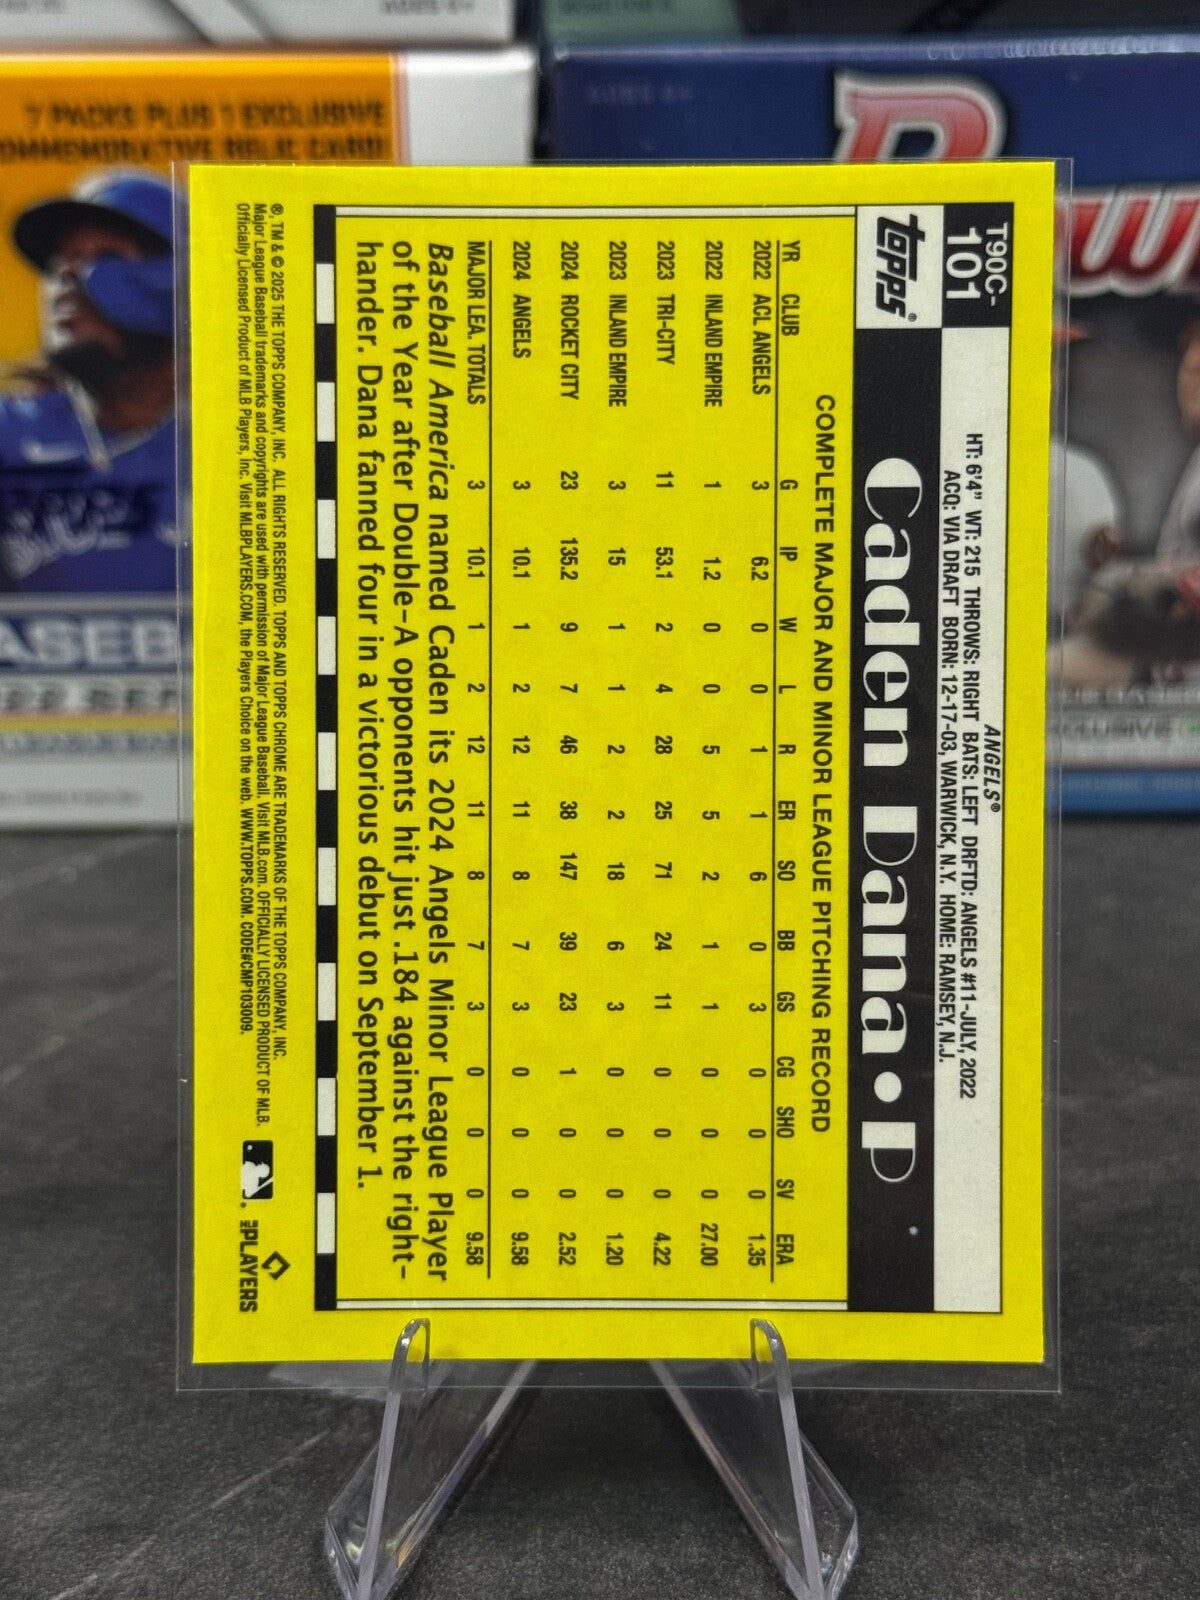 T90C-
101
ANGELS®
HT: 6'4" WT: 215 THROWS: RIGHT BATS: LEFT DRFTD: ANGELS #11-JULY, 2022
ACQ: VIA DRAFT BORN: 12-17-03, WARWICK, N.Y. HOME: RAMSEY, N.J.
topps®
Caden Dana • P
COMPLETE MAJOR AND MINOR LEAGUE PITCHING RECORD
YR CLUB G IP W L R ER SO BB GS CG SHO SV ERA
2022 ACL ANGELS 3 6.2 0 0 1 1 6 0 3 0 0 0 1.35
2022 INLAND EMPIRE 1 1.2 0 0 5 5 2 1 1 0 0 0 27.00
2023 TRI-CITY 11 53.1 2 4 28 25 71 24 11 0 0 0 4.22
2023 INLAND EMPIRE 3 15 1 1 2 2 18 6 3 0 0 0 1.20
2024 ROCKET CITY 23 135.2 9 7 46 38 147 39 23 1 0 0 2.52
2024 ANGELS 3 10.1 1 2 12 11 8 7 3 0 0 0 9.58
MAJOR LEA. TOTALS 3 10.1 1 2 12 11 8 7 3 0 0 0 9.58
Baseball America named Caden its 2024 Angels Minor League Player
of the Year after Double-A opponents hit just .184 against the right-
hander. Dana fanned four in a victorious debut on September 1.
®, TM & © 2025 THE TOPPS COMPANY, INC. ALL RIGHTS RESERVED. TOPPS AND TOPPS CHROME ARE TRADEMARKS OF THE TOPPS COMPANY, INC.
Major League Baseball trademarks and copyrights are used with permission of Major League Baseball. Visit MLB.com. OFFICIALLY LICENSED PRODUCT OF MLB.
Officially Licensed Product of MLB Players, Inc. Visit MLBPLAYERS.COM, the Players Choice on the web. WWW.TOPPS.COM. CODE#CMP103009.
MLB PLAYERS
7 PACKS PLUS 1 EXCLUSIVE
COMMEMORATIVE RELIC CARD!